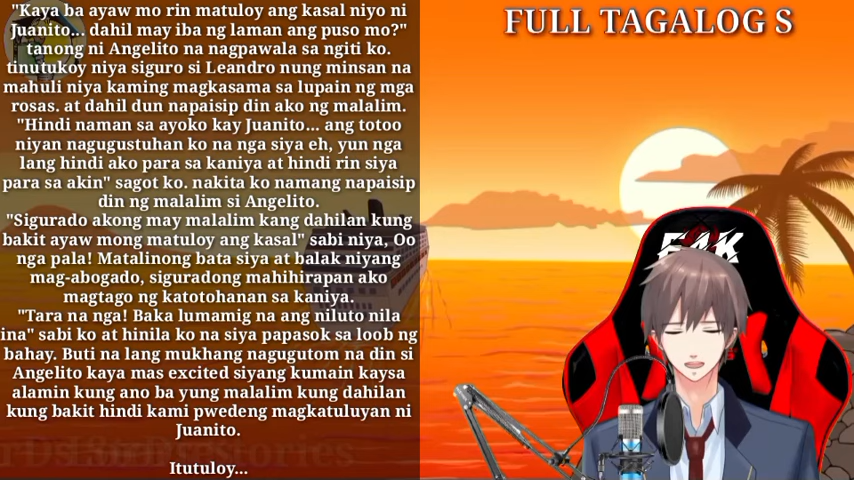 "Kaya ba ayaw mo rin matuloy ang kasal niyo ni
Juanito... dahil may iba ng laman ang puso mo?"
tanong ni Angelito na nagpawala sa ngiti ko.
tinutukoy niya siguro si Leandro nung minsan na
mahuli niya kaming magkasama sa lupain ng mga
rosas. at dahil dun napaisip din ako ng malalim.
"Hindi naman sa ayoko kay Juanito... ang totoo
niyan nagugustuhan ko na nga siya eh, yun nga
lang hindi ako para sa kaniya at hindi rin siya
para sa akin" sagot ko. nakita ko namang napaisip
din ng malalim si Angelito.
"Sigurado akong may malalim kang dahilan kung
bakit ayaw mong matuloy ang kasal" sabi niya, Oo
nga pala! Matalinong bata siya at balak niyang
mag-abogado, siguradong mahihirapan ako
magtago ng katotohanan sa kaniya.
"Tara na nga! Baka lumamig na ang niluto nila
ina" sabi ko at hinila ko na siya papasok sa loob ng
bahay. Buti na lang mukhang nagugutom na din si
Angelito kaya mas excited siyang kumain kaysa
alamin kung ano ba yung malalim kung dahilan
kung bakit hindi kami pwedeng magkatuluyan ni
Juanito.
Itutuloy...
FULL TAGALOG S